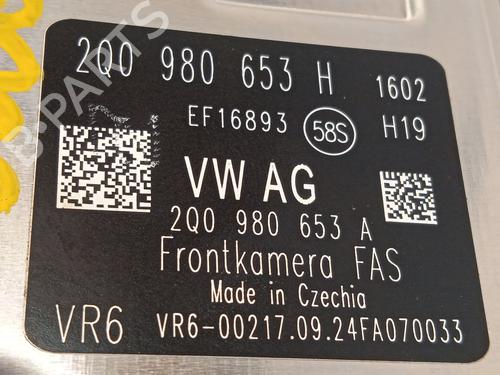 2Q0 980 653 H 1602
EF16893 58S H19
VW AG
2Q0 980 653 A
Frontkamera FAS
Made in Czechia
VR6 VR6-00217.09.24FA070033
B-PARTS